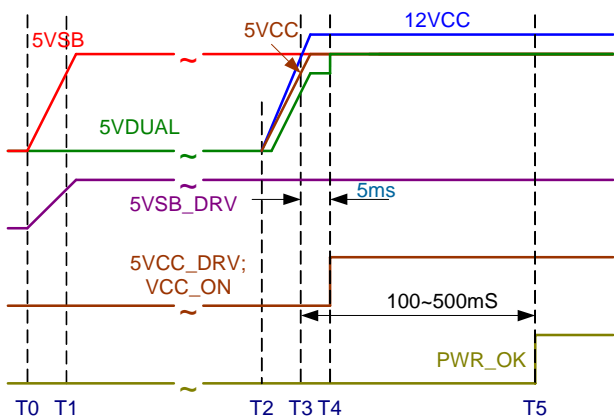 5VCC
12VCC
5VSB
~
5VDUAL
~
~
5VSB_DRV
5ms
5VCC_DRV;
VCC_ON
~
100~500mS
PWR_OK
~
T0 T1 T2 T3 T4 T5